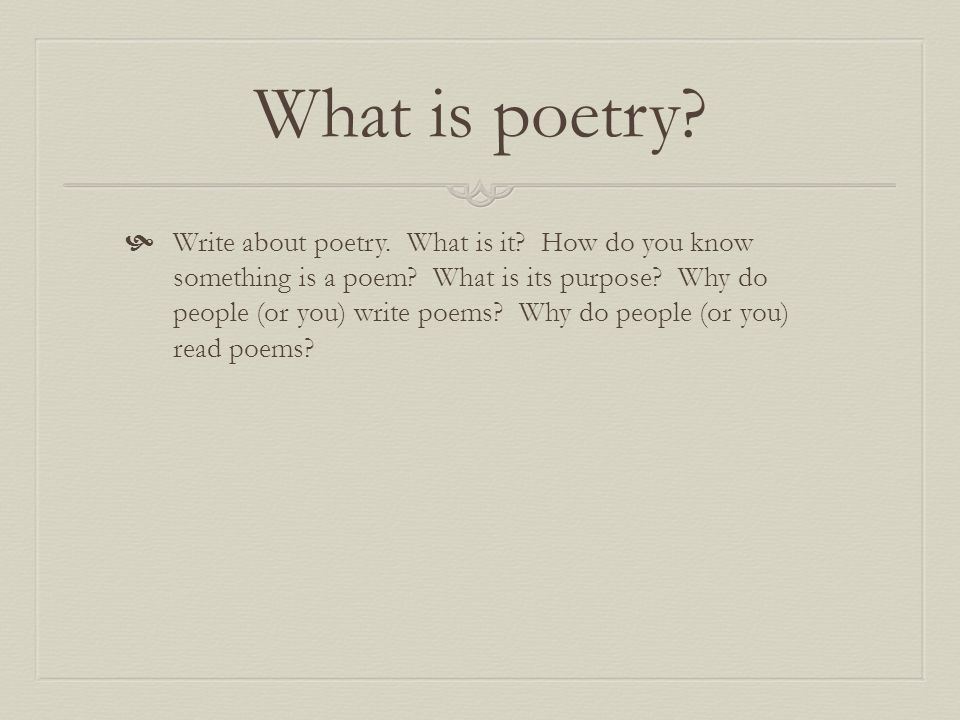 What is poetry?
Write about poetry. What is it? How do you know
something is a poem? What is its purpose? Why do
people (or you) write poems? Why do people (or you)
read poems?